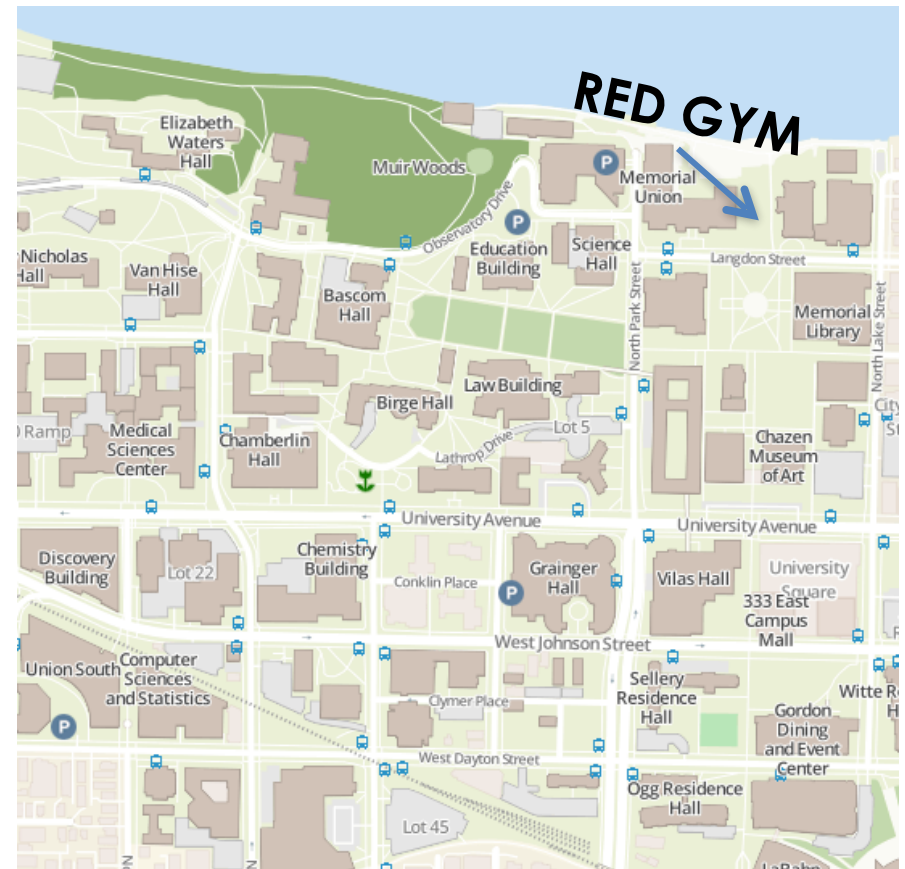 RED GYM
Elizabeth
Waters
Hall
Muir Woods
P
Memorial
Union
Observatory Drive
P
Education
Building
Science
Hall
Langdon Street
Nicholas
Hall
Van Hise
Hall
Bascom
Hall
North Park Street
Memorial
Library
North Lake Street
Law Building
Birge Hall
Ramp
Medical
Sciences
Center
Chamberlin
Hall
Lathrop Drive
Lot 5
Chazen
Museum
of Art
City
St
University Avenue
University Avenue
Discovery
Building
Lot 22
Chemistry
Building
Conklin Place
P
Grainger
Hall
Vilas Hall
University
Square
333 East
Campus
Mall
West Johnson Street
Union South
Computer
Sciences
and Statistics
P
Clymer Place
Sellery
Residence
Hall
Witte R
H
Gordon
Dining
and Event
Center
West Dayton Street
Ogg Residence
Hall
Lot 45
LaBahn